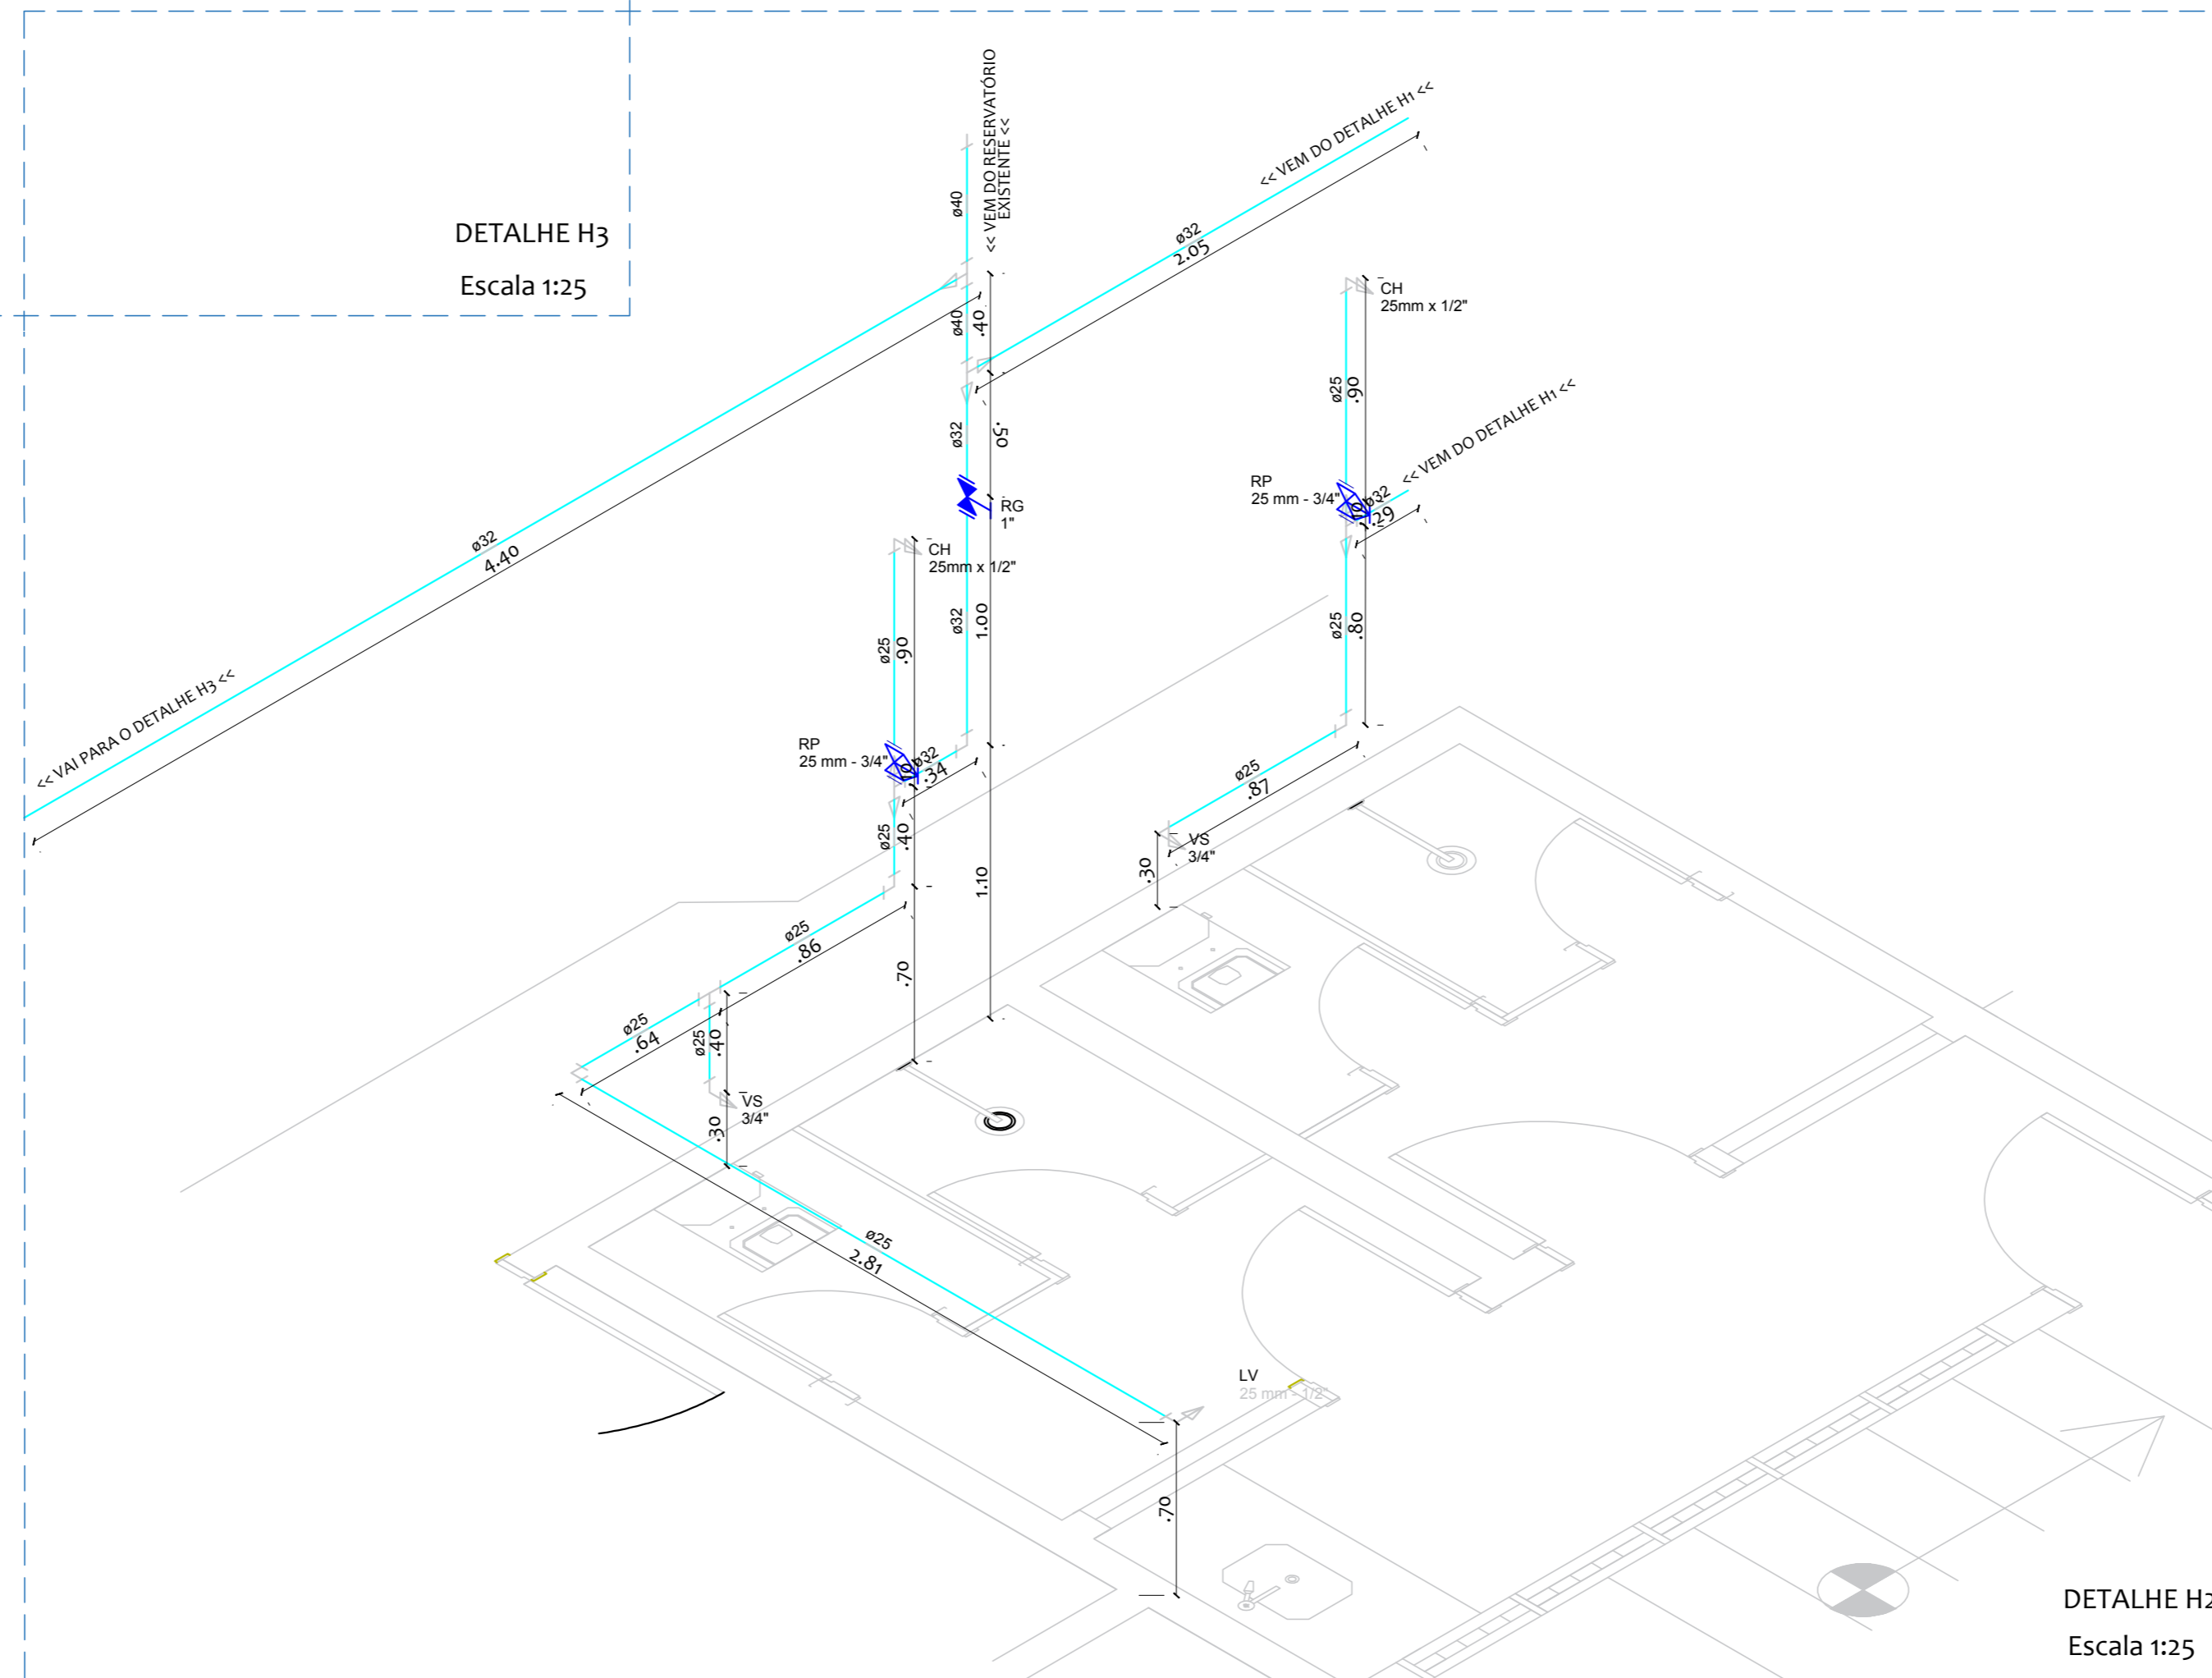 << VEM DO RESERVATÓRIO
EXISTENTE <<
<< VEM DO DETALHE H1 <<
ø40
DETALHE H3
Escala 1:25
ø32
2.05
CH
25mm x 1/2"
ø40
.40
ø25
.90
<< VEM DO DETALHE H1 <<
ø32
.50
RP
25 mm - 3/4"
ø32
.10
1.29
RG
1"
ø32
4.40
CH
25mm x 1/2"
ø32
1.00
ø25
.80
ø25
.90
<< VAI PARA O DETALHE H3 <<
RP
25 mm - 3/4"
ø32
.10
.34
ø25
.87
ø25
.40
VS
3/4"
.30
1.10
ø25
.86
.70
ø25
.64
ø25
.40
VS
3/4"
.30
ø25
2.81
LV
25 mm - 1/2"
.70
DETALHE H2
Escala 1:25